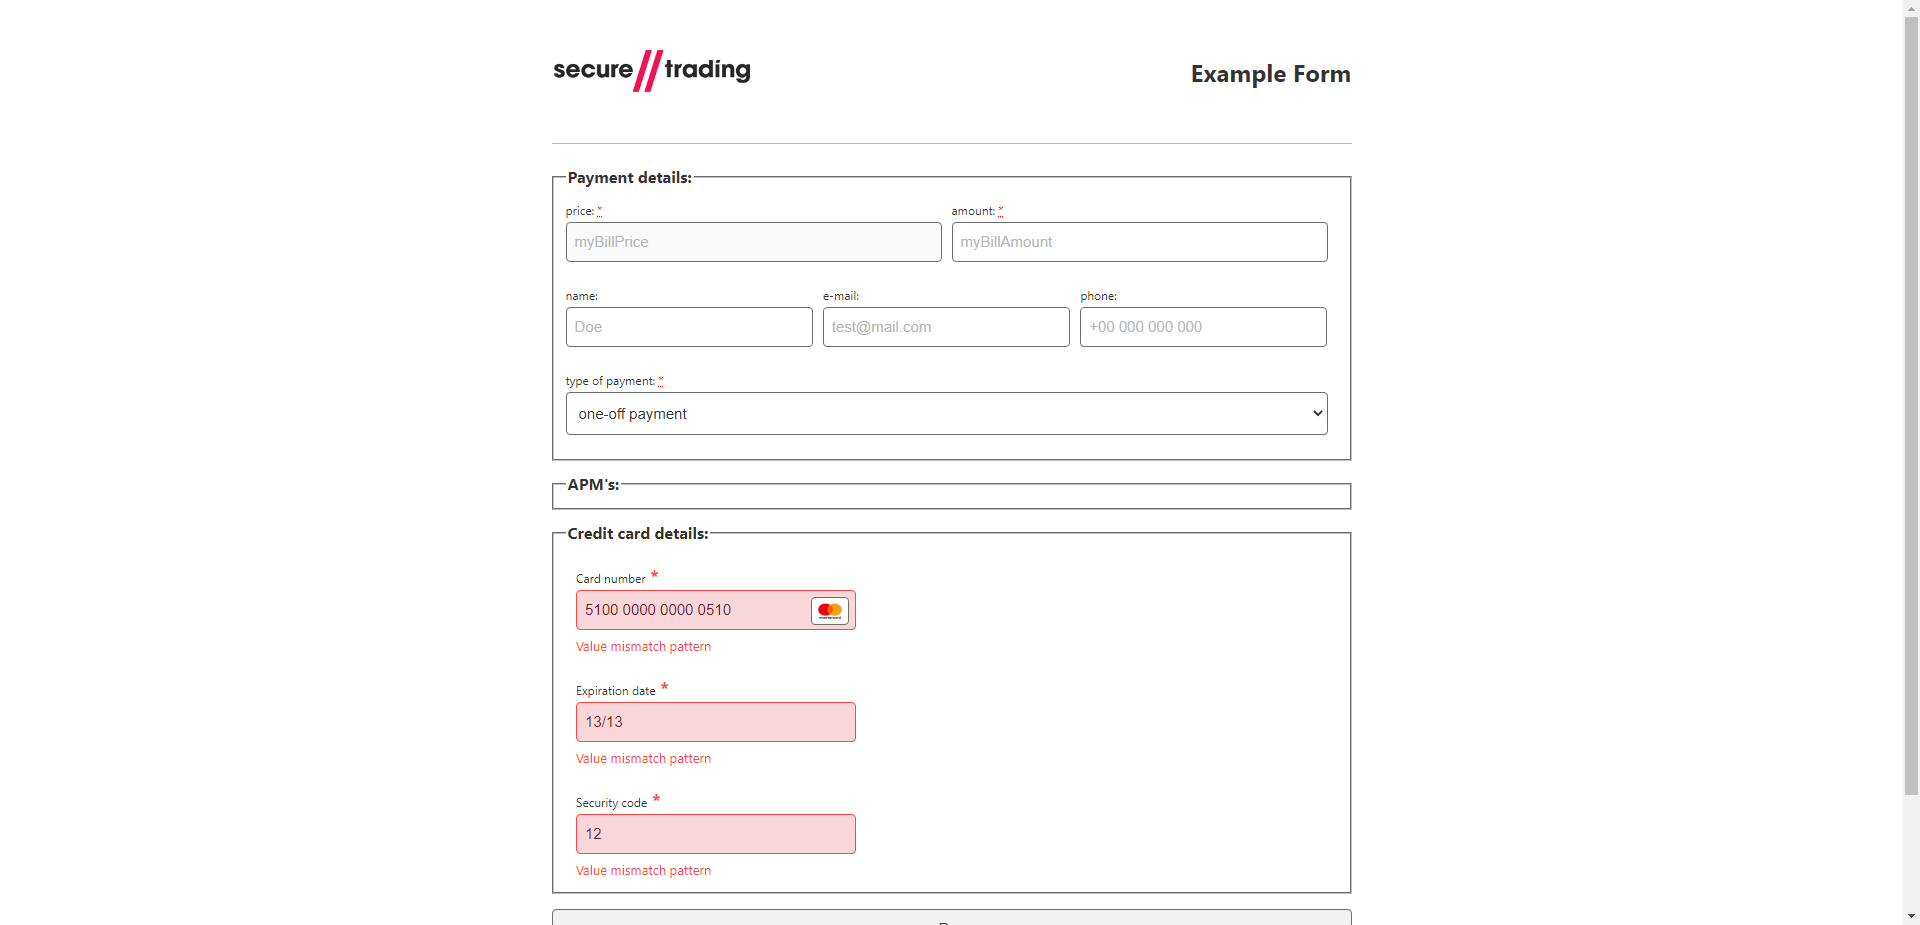 secure//trading
Example Form
Payment details:
price: *
amount: *
myBillPrice
myBillAmount
name:
e-mail:
phone:
Doe
test@mail.com
+00 000 000 000
type of payment: *
one-off payment
APM's:
Credit card details:
Card number *
5100 0000 0000 0510
mastercard
Value mismatch pattern
Expiration date *
13/13
Value mismatch pattern
Security code *
12
Value mismatch pattern